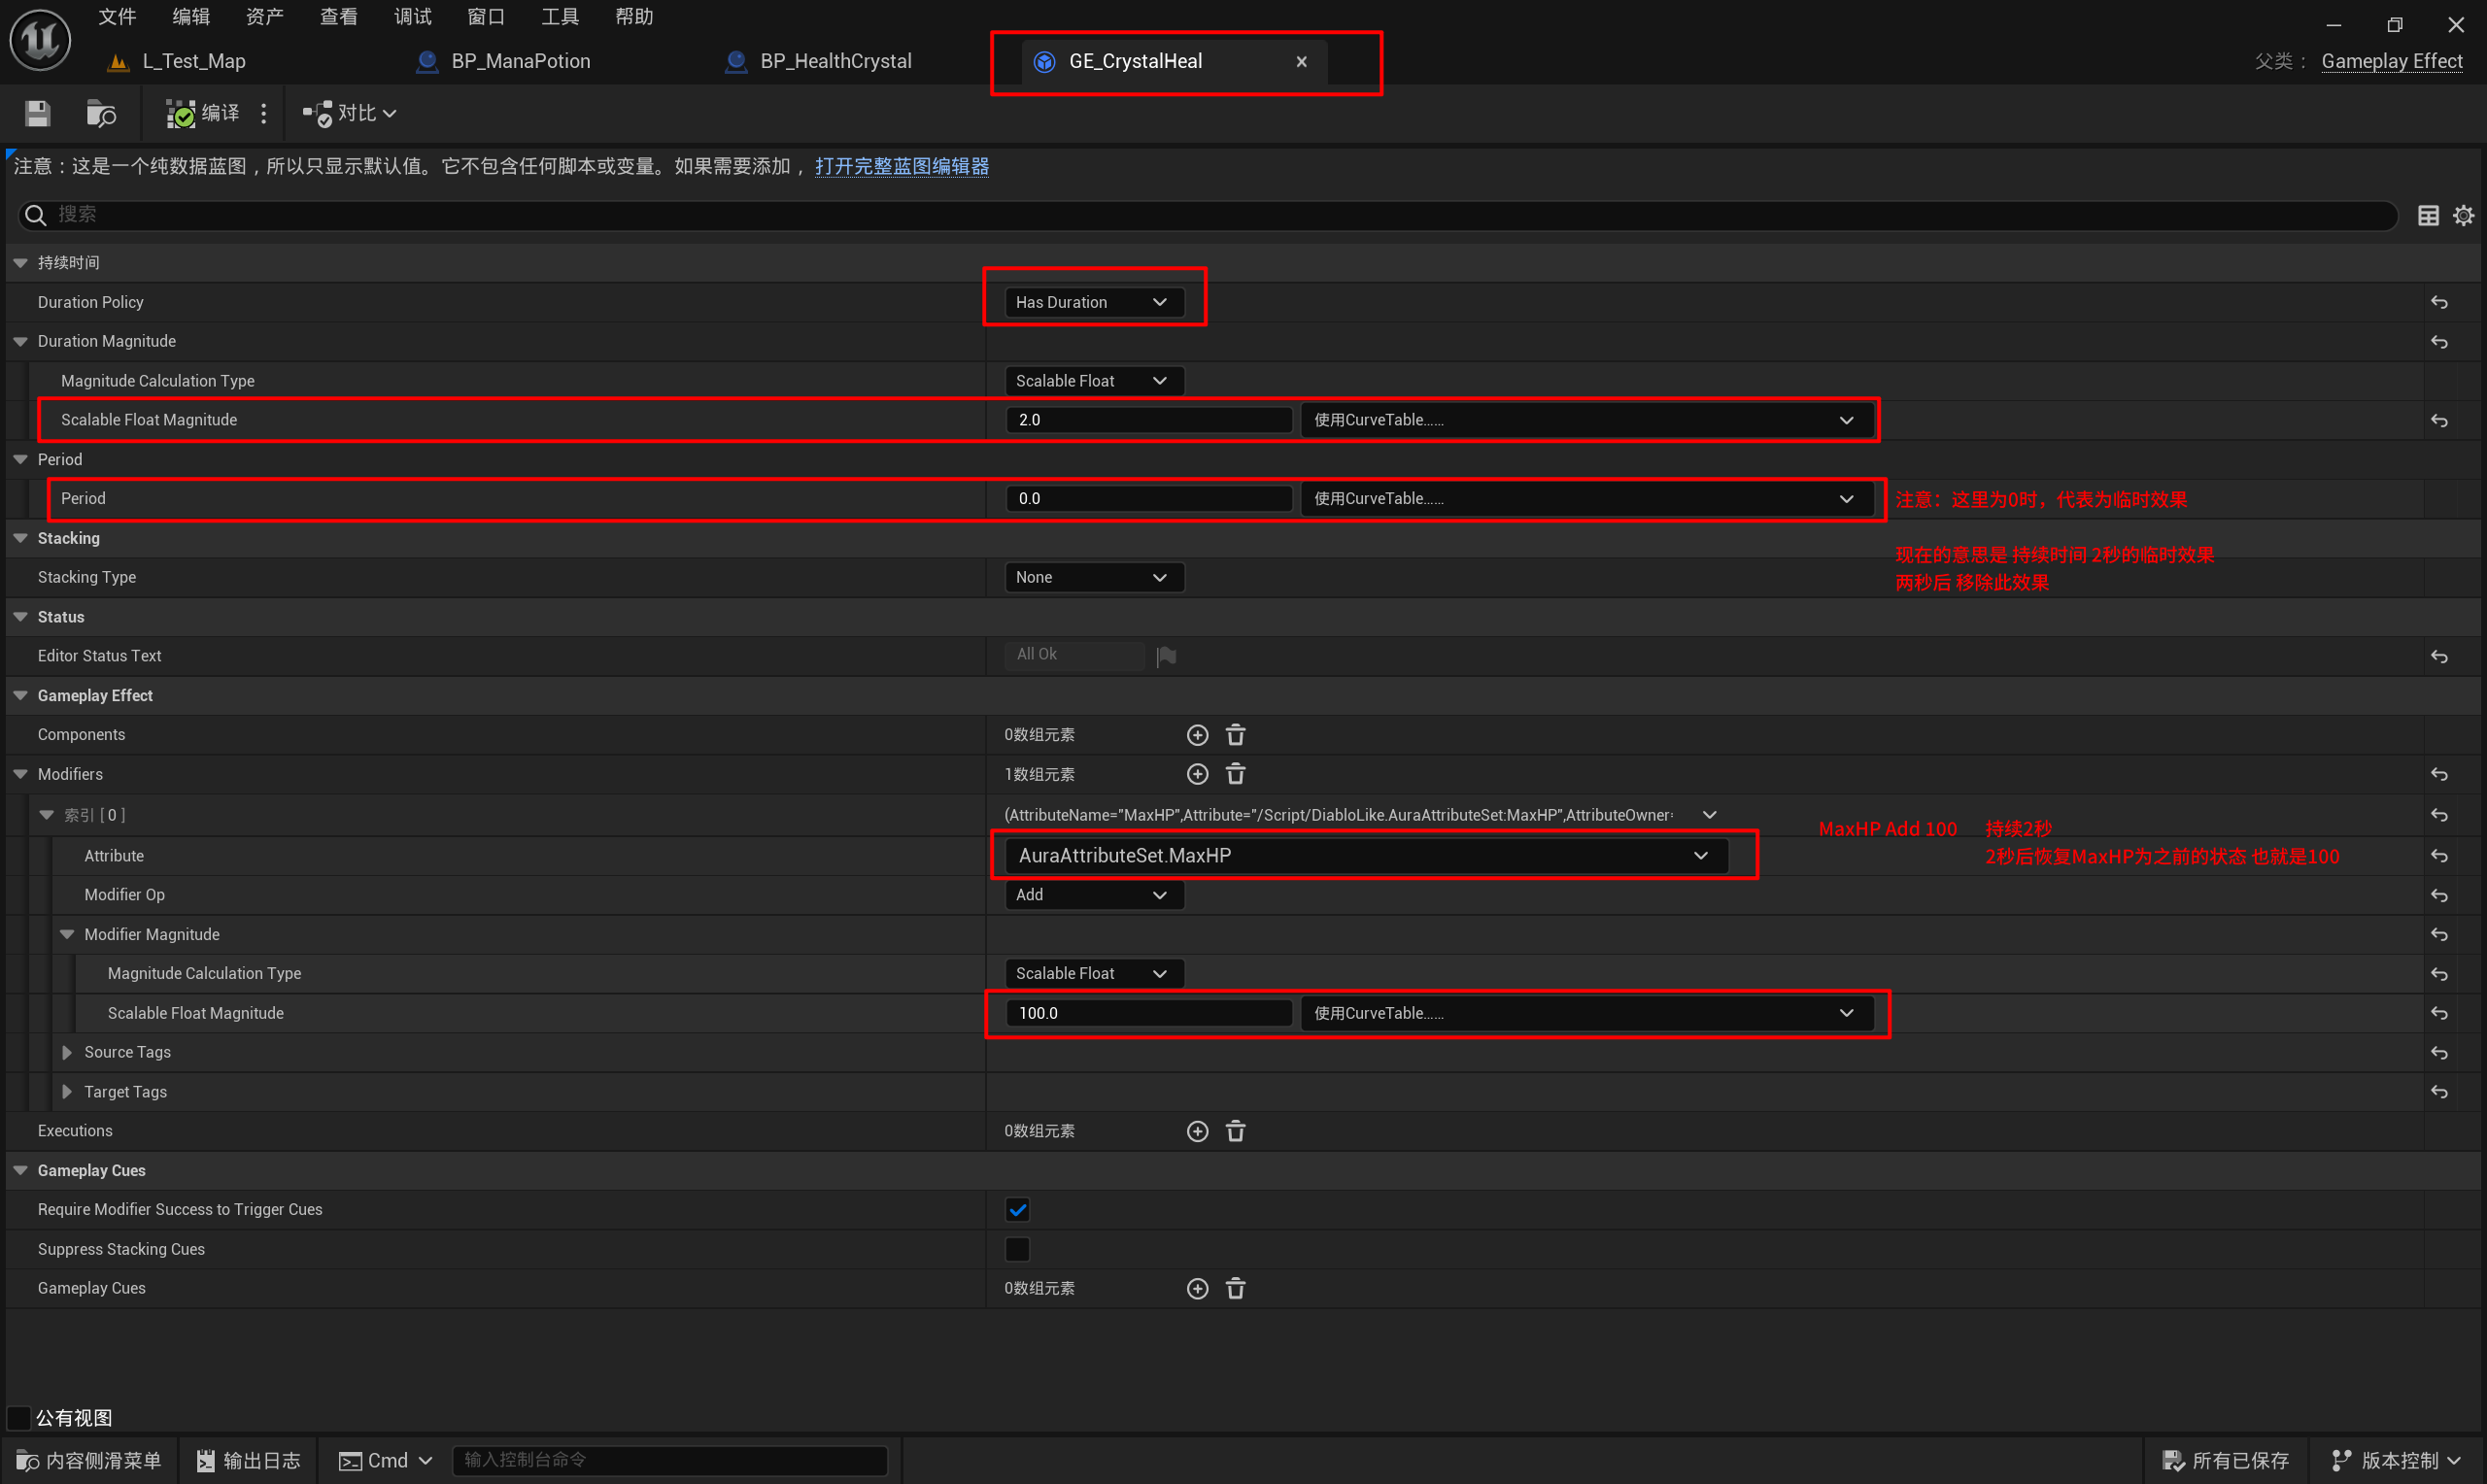 文件 编辑 资产 查看 调试 窗口 工具 帮助
L_Test_Map BP_ManaPotion BP_HealthCrystal GE_CrystalHeal 父类： Gameplay Effect
编译 对比
注意：这是一个纯数据蓝图，所以只显示默认值。它不包含任何脚本或变量。如果需要添加，打开完整蓝图编辑器
搜索
持续时间
Duration Policy Has Duration
Duration Magnitude
Magnitude Calculation Type Scalable Float
Scalable Float Magnitude 2.0 使用CurveTable......
Period
Period 0.0 使用CurveTable...... 注意：这里为0时，代表为临时效果
Stacking
现在的意思是 持续时间 2秒的临时效果
Stacking Type None
两秒后 移除此效果
Status
Editor Status Text All Ok
Gameplay Effect
Components 0数组元素
Modifiers 1数组元素
索引 [ 0 ] (AttributeName="MaxHP",Attribute="/Script/DiabloLike.AuraAttributeSet:MaxHP",AttributeOwner=
MaxHP Add 100 持续2秒
Attribute AuraAttributeSet.MaxHP 2秒后恢复MaxHP为之前的状态 也就是100
Modifier Op Add
Modifier Magnitude
Magnitude Calculation Type Scalable Float
Scalable Float Magnitude 100.0 使用CurveTable......
Source Tags
Target Tags
Executions 0数组元素
Gameplay Cues
Require Modifier Success to Trigger Cues
Suppress Stacking Cues
Gameplay Cues 0数组元素
公有视图
内容侧滑菜单 输出日志 Cmd 输入控制台命令 所有已保存 版本控制